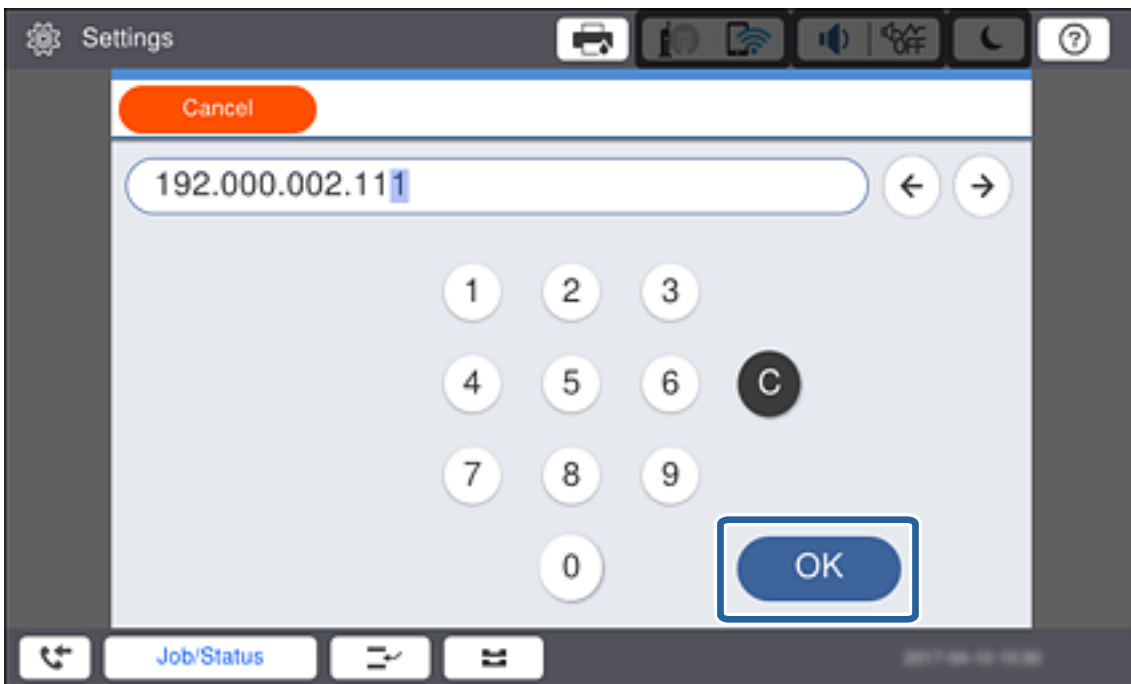 Settings
OFF
?
Cancel
192.000.002.111
1 2 3
4 5 6 C
7 8 9
0 OK
Job/Status